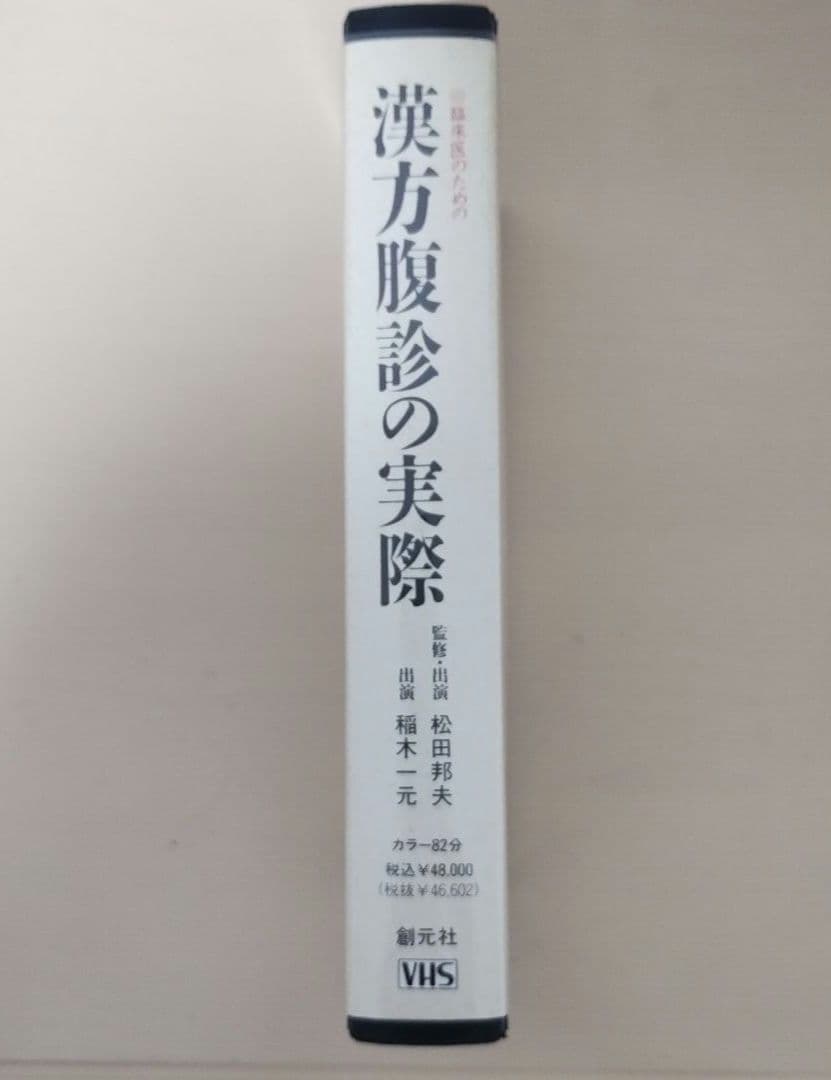 臨床医のための
漢方腹診の実際
監修・出演 松田邦夫
出演 稲木一元
カラー82分
税込¥48,000
(税抜¥46,602)
創元社
VHS